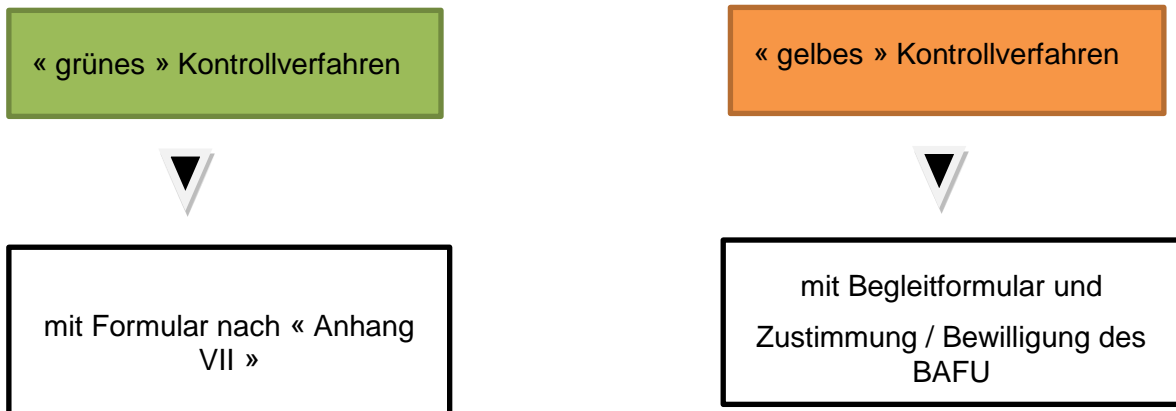 « grünes » Kontrollverfahren
« gelbes » Kontrollverfahren
mit Formular nach « Anhang
VII »
mit Begleitformular und
Zustimmung / Bewilligung des
BAFU